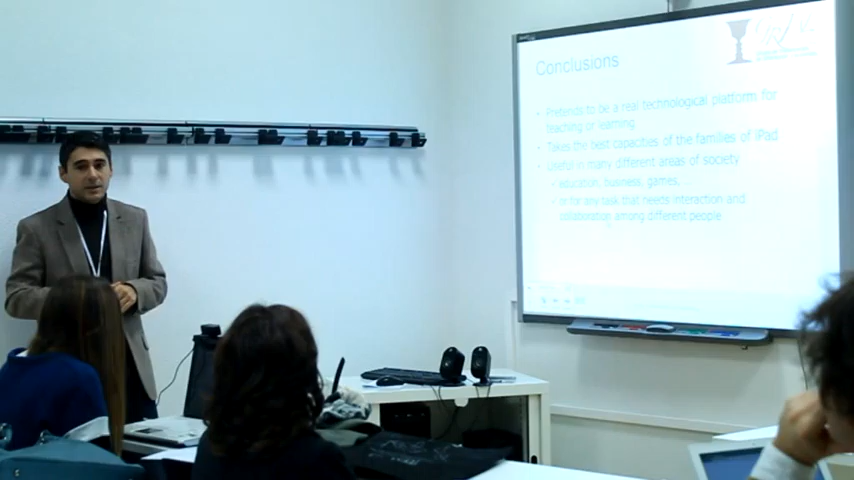 Conclusions
Pretends to be a real technological platform for
teaching or learning
Takes the best capacities of the families of iPad
Useful in many different areas of society
education, business, games,
or for any task that needs interaction and
collaboration among different people